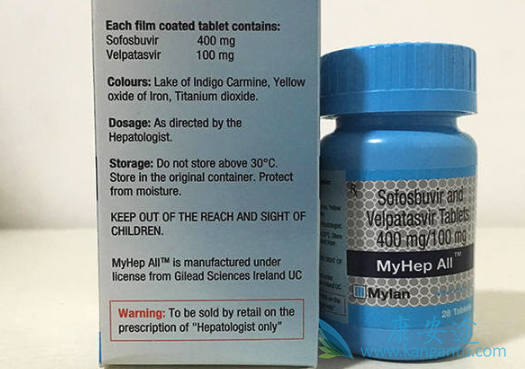 Each film coated tablet contains:
Sofosbuvir 400 mg
Velpatasvir 100 mg
Colours: Lake of Indigo Carmine, Yellow
oxide of Iron, Titanium dioxide.
Dosage: As directed by the
Hepatologist.
Storage: Do not store above 30°C.
Store in the original container. Protect
from moisture.
KEEP OUT OF THE REACH AND SIGHT OF
CHILDREN.
MyHep All™ is manufactured under
license from Gilead Sciences Ireland UC
Warning: To be sold by retail on the
prescription of "Hepatologist only"
Sofosbuvir and
Velpatasvir Tablets
400 mg/100 mg
MyHep All™
Mylan
28 Tablets
康安途